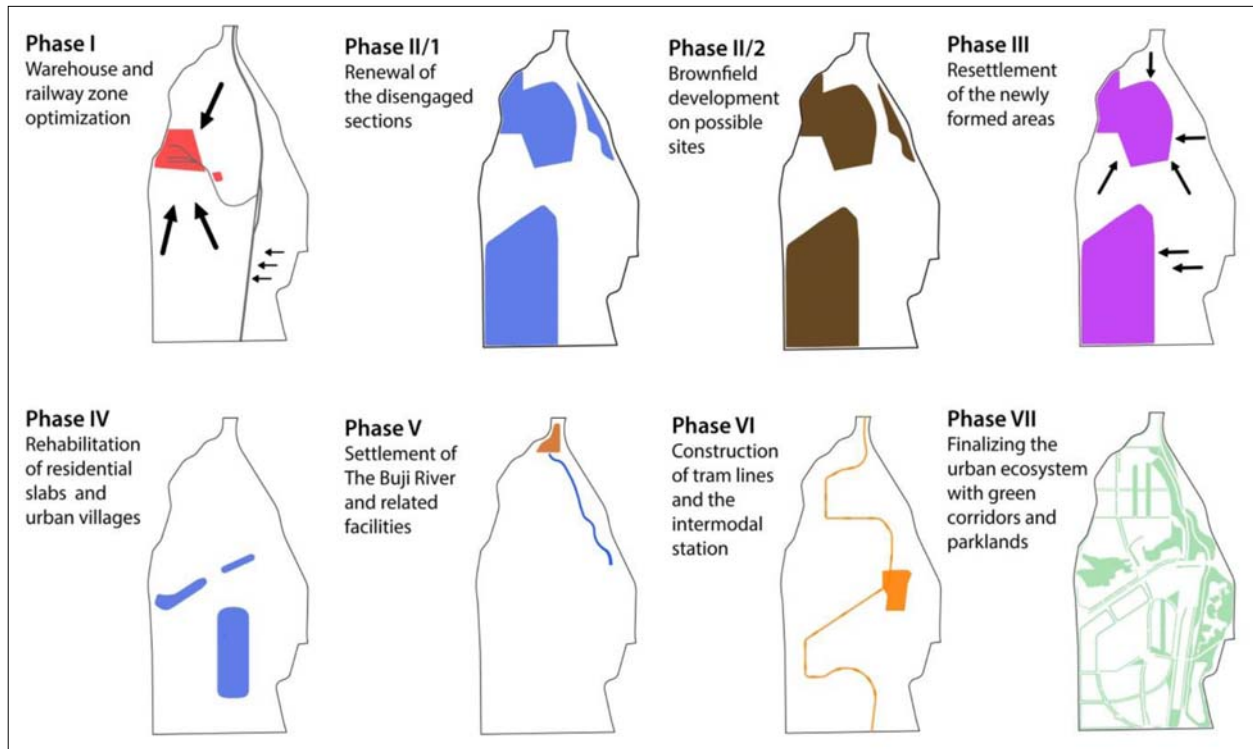 Phase I
Warehouse and
railway zone
optimization
Phase II/1
Renewal of
the disengaged
sections
Phase II/2
Brownfield
development
on possible
sites
Phase III
Resettlement
of the newly
formed areas
Phase IV
Rehabilitation
of residential
slabs and
urban villages
Phase V
Settlement of
The Buji River
and related
facilities
Phase VI
Construction
of tram lines
and the
intermodal
station
Phase VII
Finalizing the
urban ecosystem
with green
corridors and
parklands